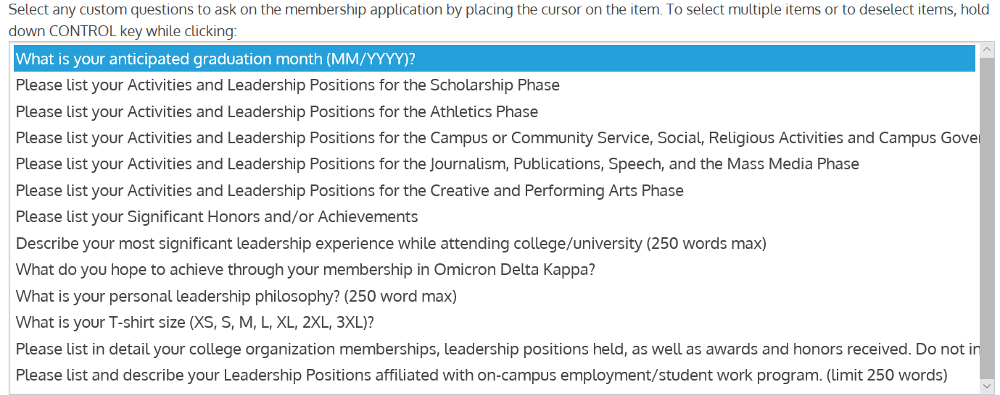 Select any custom questions to ask on the membership application by placing the cursor on the item. To select multiple items or to deselect items, hold
down CONTROL key while clicking:
What is your anticipated graduation month (MM/YYYY)?
Please list your Activities and Leadership Positions for the Scholarship Phase
Please list your Activities and Leadership Positions for the Athletics Phase
Please list your Activities and Leadership Positions for the Campus or Community Service, Social, Religious Activities and Campus Gover
Please list your Activities and Leadership Positions for the Journalism, Publications, Speech, and the Mass Media Phase
Please list your Activities and Leadership Positions for the Creative and Performing Arts Phase
Please list your Significant Honors and/or Achievements
Describe your most significant leadership experience while attending college/university (250 words max)
What do you hope to achieve through your membership in Omicron Delta Kappa?
What is your personal leadership philosophy? (250 word max)
What is your T-shirt size (XS, S, M, L, XL, 2XL, 3XL)?
Please list in detail your college organization memberships, leadership positions held, as well as awards and honors received. Do not in
Please list and describe your Leadership Positions affiliated with on-campus employment/student work program. (limit 250 words)